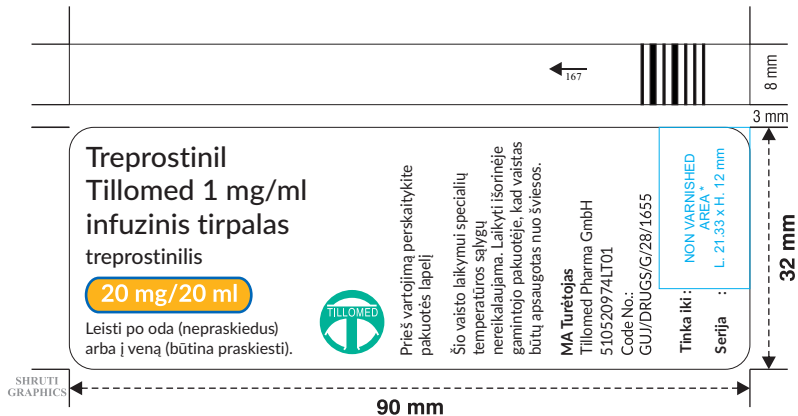 167
8 mm
3 mm
Treprostinil
Tillomed 1 mg/ml
infuzinis tirpalas
treprostinilis
20 mg/20 ml
Leisti po oda (nepraskiedus)
arba į veną (būtina praskiesti).
TILLOMED
Prieš vartojimą perskaitykite
pakuotės lapelį
Šio vaisto laikymui specialių
temperatūros sąlygų
nereikalaujama. Laikyti išorinėje
gamintojo pakuotėje, kad vaistas
būtų apsaugotas nuo šviesos.
MA Turėtojas
Tillomed Pharma GmbH
510520974LT01
Code No.:
GUJ/DRUGS/G/28/1655
Tinka iki :
Serija :
NON VARNISHED
AREA *
L. 21.33 x H. 12 mm
32 mm
90 mm
SHRUTI
GRAPHICS